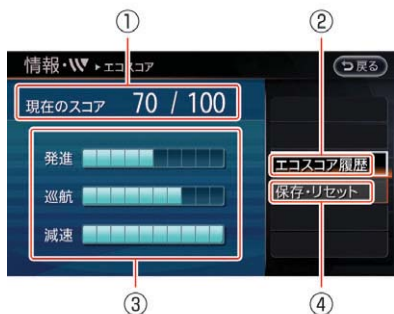 ① ②
情報・ ▸ エコスコア 戻る
現在のスコア 70 / 100
発進
エコスコア履歴
巡航
保存・リセット
減速
③ ④